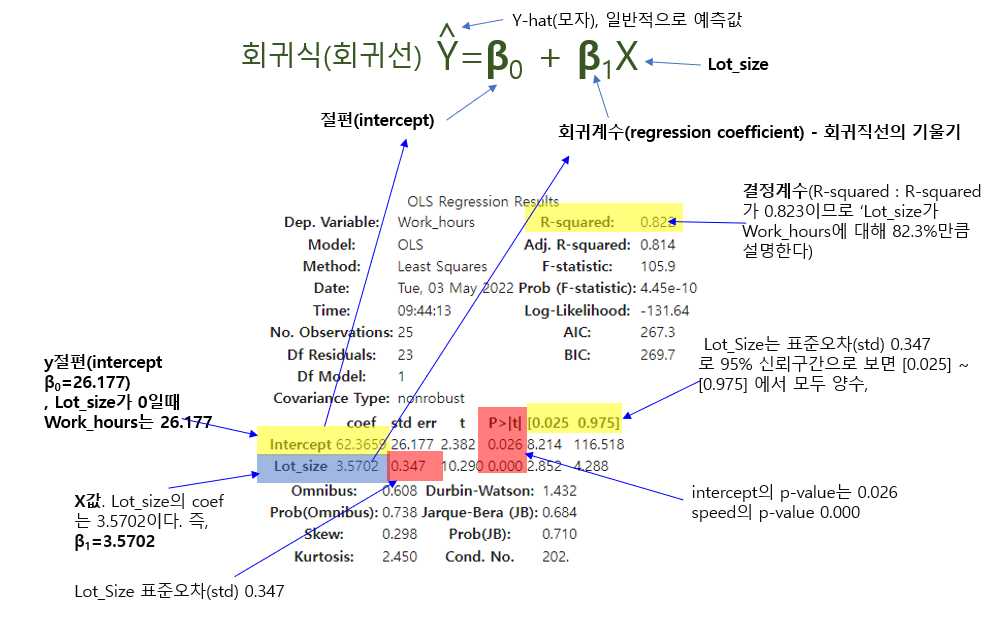 Y-hat(모자), 일반적으로 예측값
회귀식(회귀선) Ŷ=β₀ + β₁X
Lot_size
절편(intercept)
회귀계수(regression coefficient) - 회귀직선의 기울기
결정계수(R-squared : R-squared
가 0.823이므로 ‘Lot_size가
Work_hours에 대해 82.3%만큼
설명한다)
OLS Regression Results
Dep. Variable: Work_hours R-squared: 0.823
Model: OLS Adj. R-squared: 0.814
Method: Least Squares F-statistic: 105.9
Date: Tue, 03 May 2022 Prob (F-statistic): 4.45e-10
Time: 09:44:13 Log-Likelihood: -131.64
No. Observations: 25 AIC: 267.3
Df Residuals: 23 BIC: 269.7
Df Model: 1
Covariance Type: nonrobust
coef std err t P>|t| [0.025 0.975]
Intercept 62.3659 26.177 2.382 0.026 8.214 116.518
Lot_size 3.5702 0.347 10.290 0.000 2.852 4.288
Omnibus: 0.608 Durbin-Watson: 1.432
Prob(Omnibus): 0.738 Jarque-Bera (JB): 0.684
Skew: 0.298 Prob(JB): 0.710
Kurtosis: 2.450 Cond. No. 202.
Lot_Size는 표준오차(std) 0.347
로 95% 신뢰구간으로 보면 [0.025] ~
[0.975] 에서 모두 양수,
y절편(intercept
β₀=26.177)
, Lot_size가 0일때
Work_hours는 26.177
X값. Lot_size의 coef
는 3.5702이다. 즉,
β₁=3.5702
intercept의 p-value는 0.026
speed의 p-value 0.000
Lot_Size 표준오차(std) 0.347